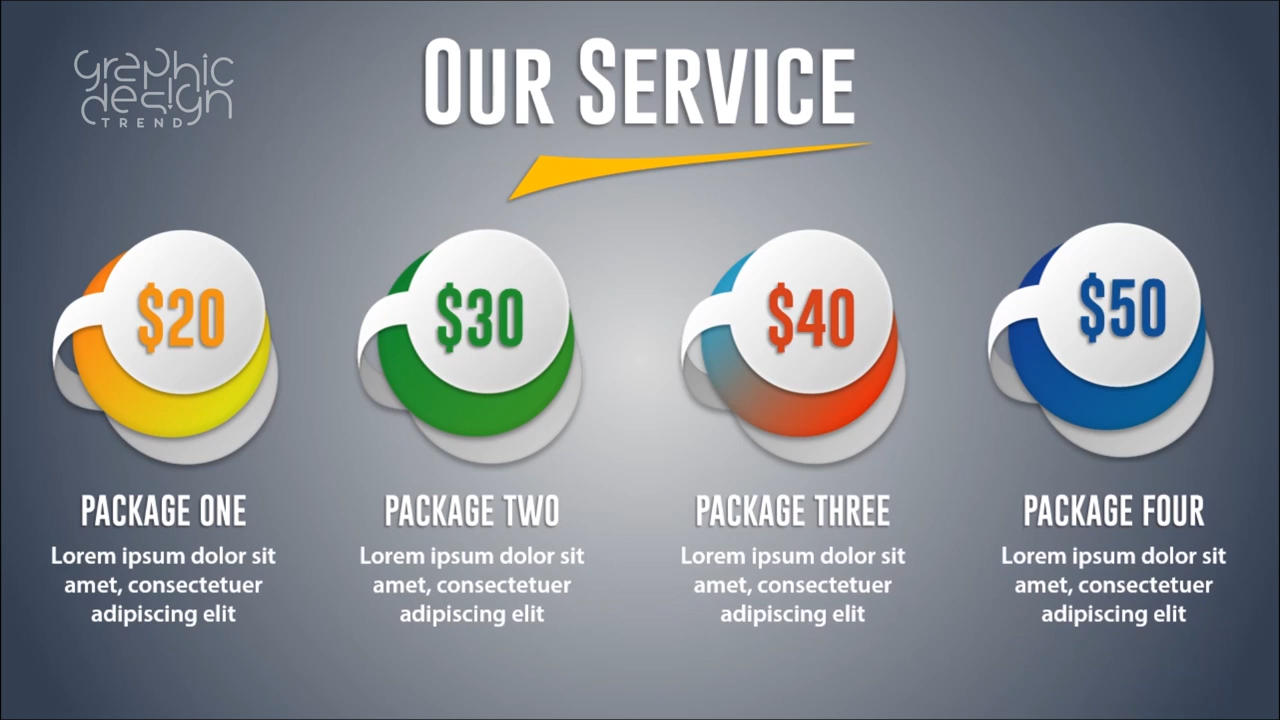 graphic
design
TREND
OUR SERVICE
$20
$30
$40
$50
PACKAGE ONE
Lorem ipsum dolor sit
amet, consectetuer
adipiscing elit
PACKAGE TWO
Lorem ipsum dolor sit
amet, consectetuer
adipiscing elit
PACKAGE THREE
Lorem ipsum dolor sit
amet, consectetuer
adipiscing elit
PACKAGE FOUR
Lorem ipsum dolor sit
amet, consectetuer
adipiscing elit